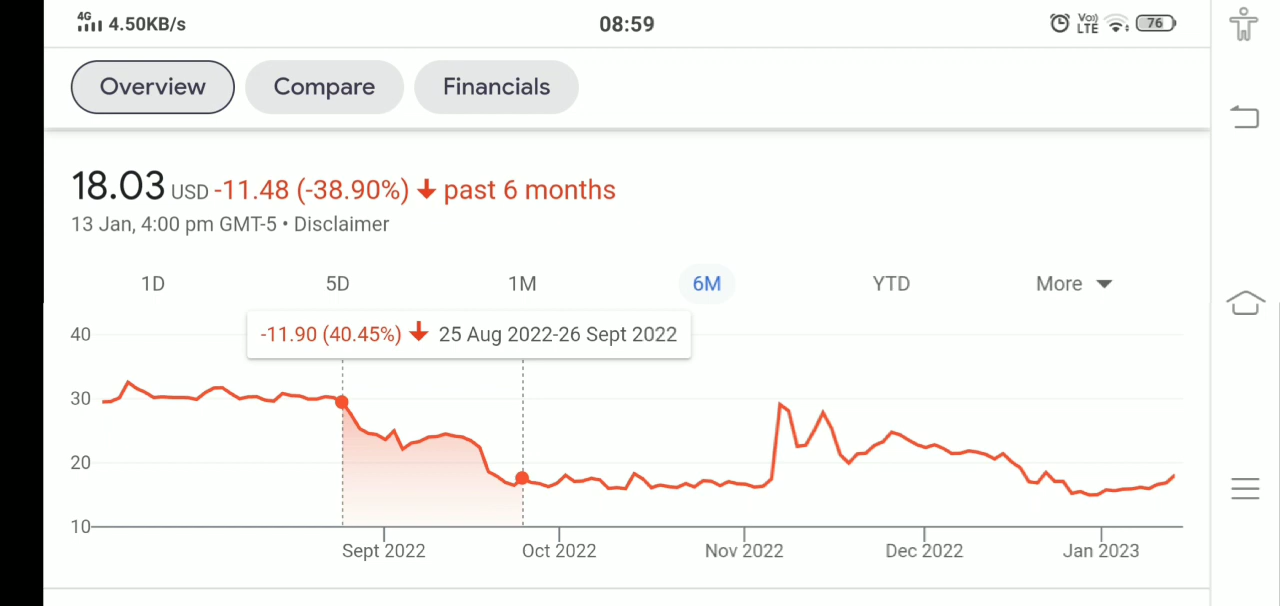 4G 4.50KB/s 08:59 Vo)) LTE 76
Overview Compare Financials
18.03 USD -11.48 (-38.90%) past 6 months
13 Jan, 4:00 pm GMT-5 • Disclaimer
1D 5D 1M 6M YTD More
-11.90 (40.45%) 25 Aug 2022-26 Sept 2022
40
30
20
10
Sept 2022 Oct 2022 Nov 2022 Dec 2022 Jan 2023